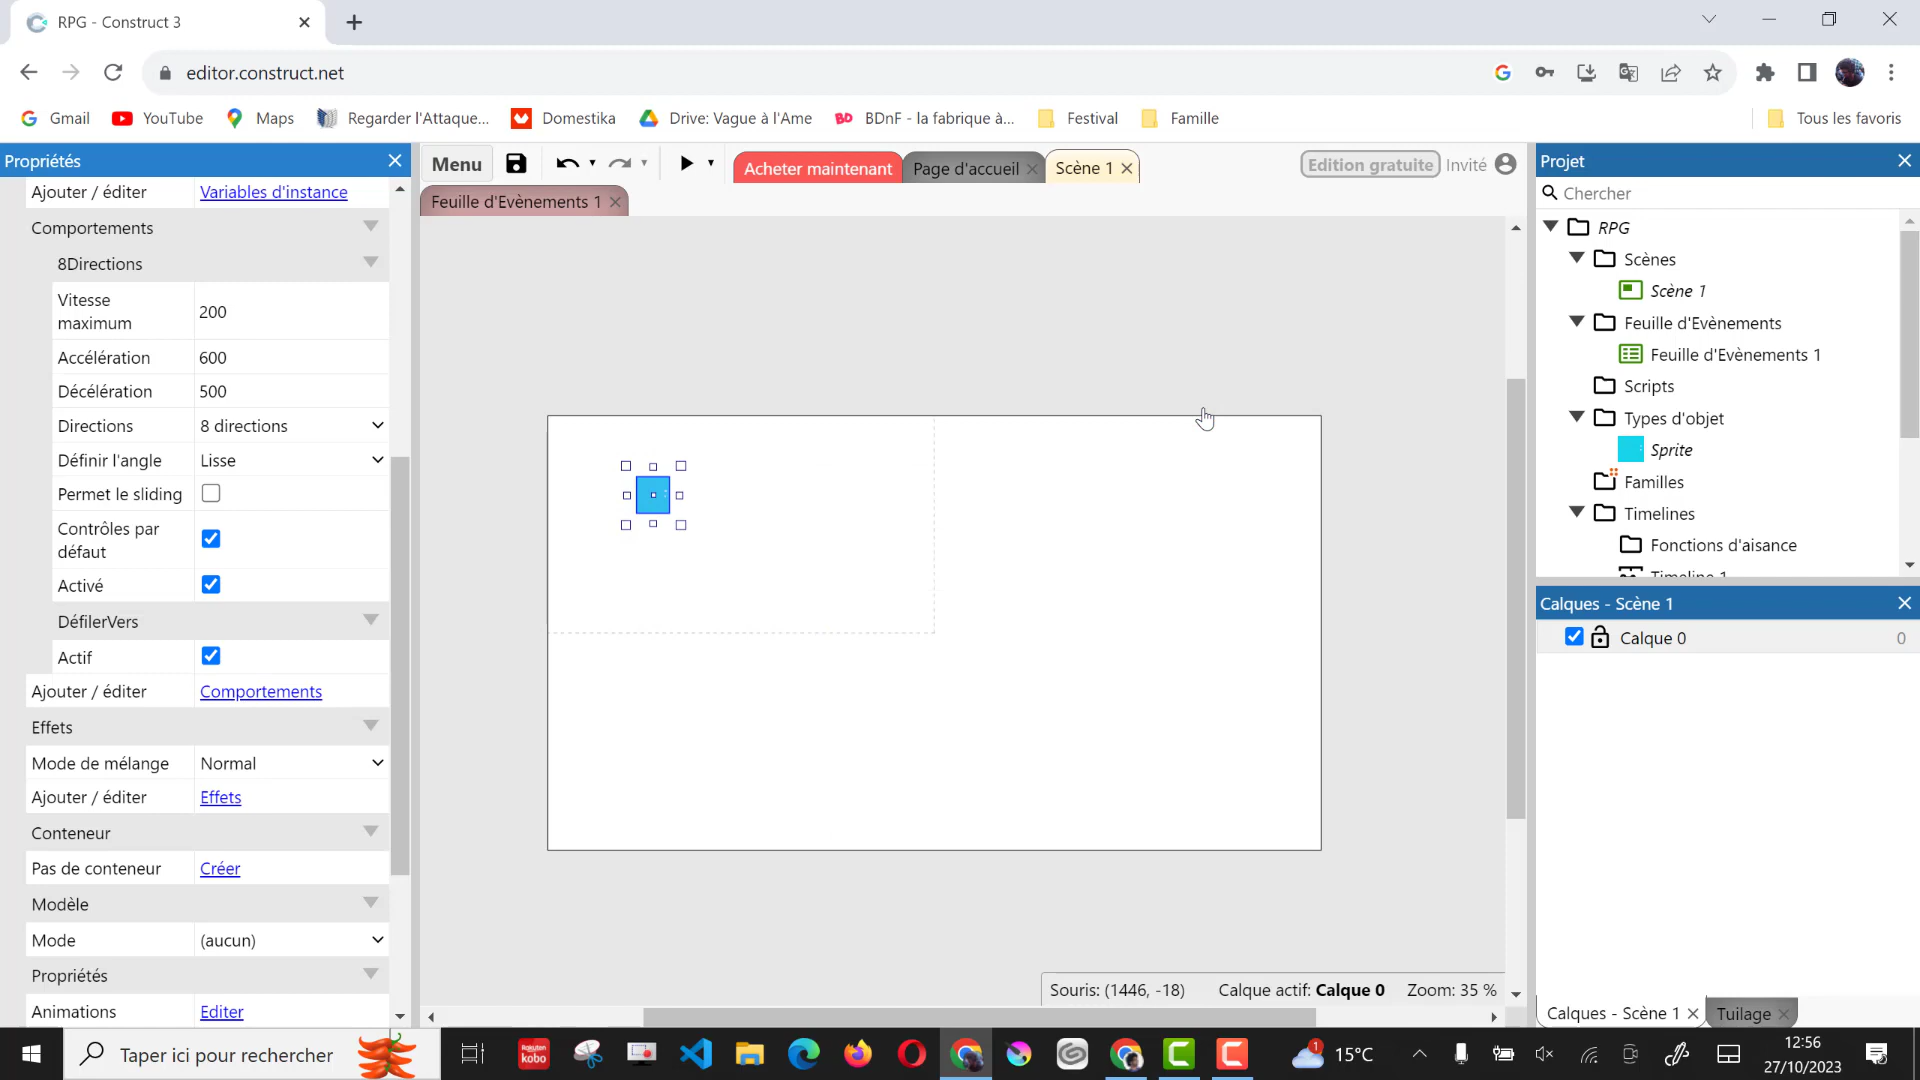 RPG - Construct 3
editor.construct.net
Gmail
YouTube
Maps
Regarder l'Attaque...
Domestika
Drive: Vague à l'Ame
BD BDnF - la fabrique à...
Festival
Famille
Tous les favoris
Propriétés
Ajouter / éditer Variables d'instance
Comportements
8Directions
Vitesse maximum 200
Accélération 600
Décélération 500
Directions 8 directions
Définir l'angle Lisse
Permet le sliding
Contrôles par défaut
Activé
DéfilerVers
Actif
Ajouter / éditer Comportements
Effets
Mode de mélange Normal
Ajouter / éditer Effets
Conteneur
Pas de conteneur Créer
Modèle
Mode (aucun)
Propriétés
Animations Editer
Menu
Acheter maintenant
Page d'accueil
Scène 1
Edition gratuite
Invité
Feuille d'Evènements 1
Souris: (1446, -18) Calque actif: Calque 0 Zoom: 35 %
Projet
Chercher
RPG
Scènes
Scène 1
Feuille d'Evènements
Feuille d'Evènements 1
Scripts
Types d'objet
Sprite
Familles
Timelines
Fonctions d'aisance
Timeline 1
Calques - Scène 1
Calque 0 0
Calques - Scène 1
Tuilage
Taper ici pour rechercher
Rakuten
kobo
1
15°C
12:56
27/10/2023